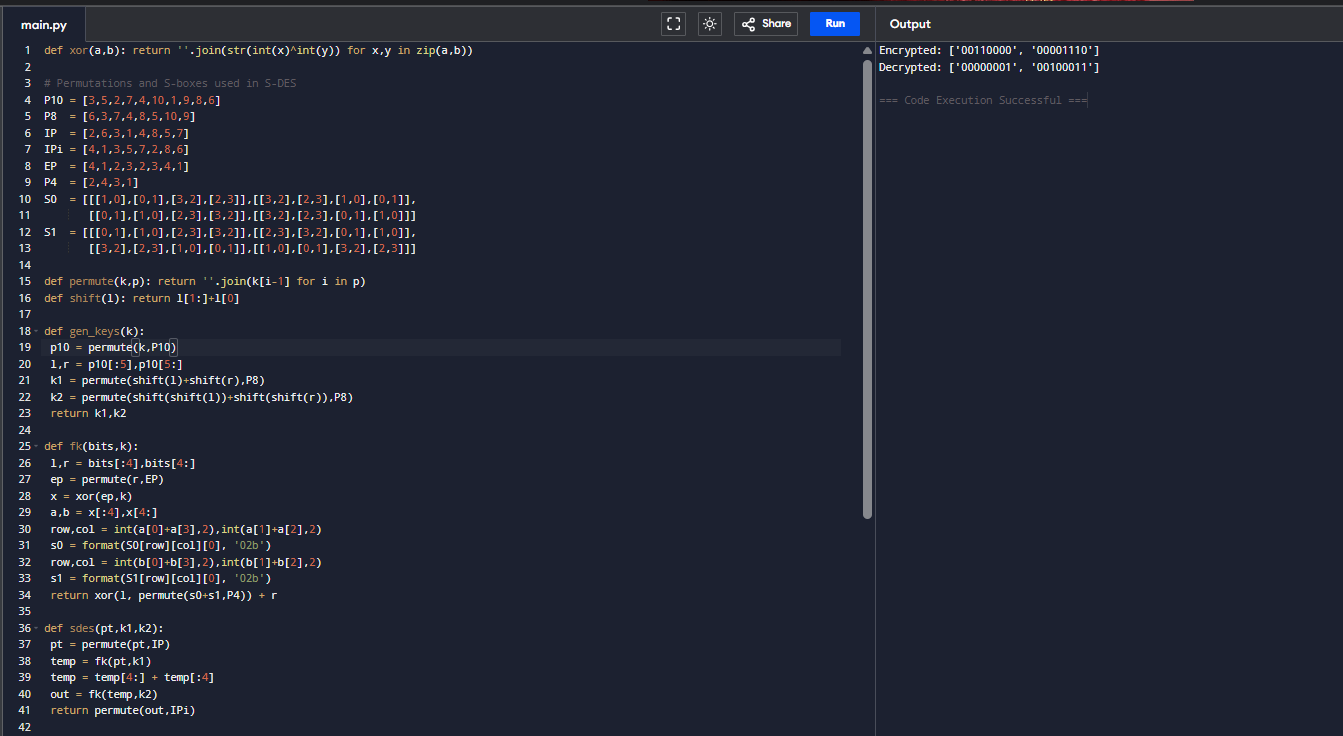 main.py
Share
Run
Output
1 def xor(a,b): return ''.join(str(int(x)^int(y)) for x,y in zip(a,b))
2
3 # Permutations and S-boxes used in S-DES
4 P10 = [3,5,2,7,4,10,1,9,8,6]
5 P8 = [6,3,7,4,8,5,10,9]
6 IP = [2,6,3,1,4,8,5,7]
7 IPi = [4,1,3,5,7,2,8,6]
8 EP = [4,1,2,3,2,3,4,1]
9 P4 = [2,4,3,1]
10 S0 = [[[1,0],[0,1],[3,2],[2,3]],[[3,2],[2,3],[1,0],[0,1]],
11 [[0,1],[1,0],[2,3],[3,2]],[[3,2],[2,3],[0,1],[1,0]]]
12 S1 = [[[0,1],[1,0],[2,3],[3,2]],[[2,3],[3,2],[0,1],[1,0]],
13 [[3,2],[2,3],[1,0],[0,1]],[[1,0],[0,1],[3,2],[2,3]]]
14
15 def permute(k,p): return ''.join(k[i-1] for i in p)
16 def shift(l): return l[1:]+l[0]
17
18 def gen_keys(k):
19 p10 = permute(k,P10)
20 l,r = p10[:5],p10[5:]
21 k1 = permute(shift(l)+shift(r),P8)
22 k2 = permute(shift(shift(l))+shift(shift(r)),P8)
23 return k1,k2
24
25 def fk(bits,k):
26 l,r = bits[:4],bits[4:]
27 ep = permute(r,EP)
28 x = xor(ep,k)
29 a,b = x[:4],x[4:]
30 row,col = int(a[0]+a[3],2),int(a[1]+a[2],2)
31 s0 = format(S0[row][col][0], '02b')
32 row,col = int(b[0]+b[3],2),int(b[1]+b[2],2)
33 s1 = format(S1[row][col][0], '02b')
34 return xor(l, permute(s0+s1,P4)) + r
35
36 def sdes(pt,k1,k2):
37 pt = permute(pt,IP)
38 temp = fk(pt,k1)
39 temp = temp[4:] + temp[:4]
40 out = fk(temp,k2)
41 return permute(out,IPi)
42
Encrypted: ['00110000', '00001110']
Decrypted: ['00000001', '00100011']
=== Code Execution Successful ===